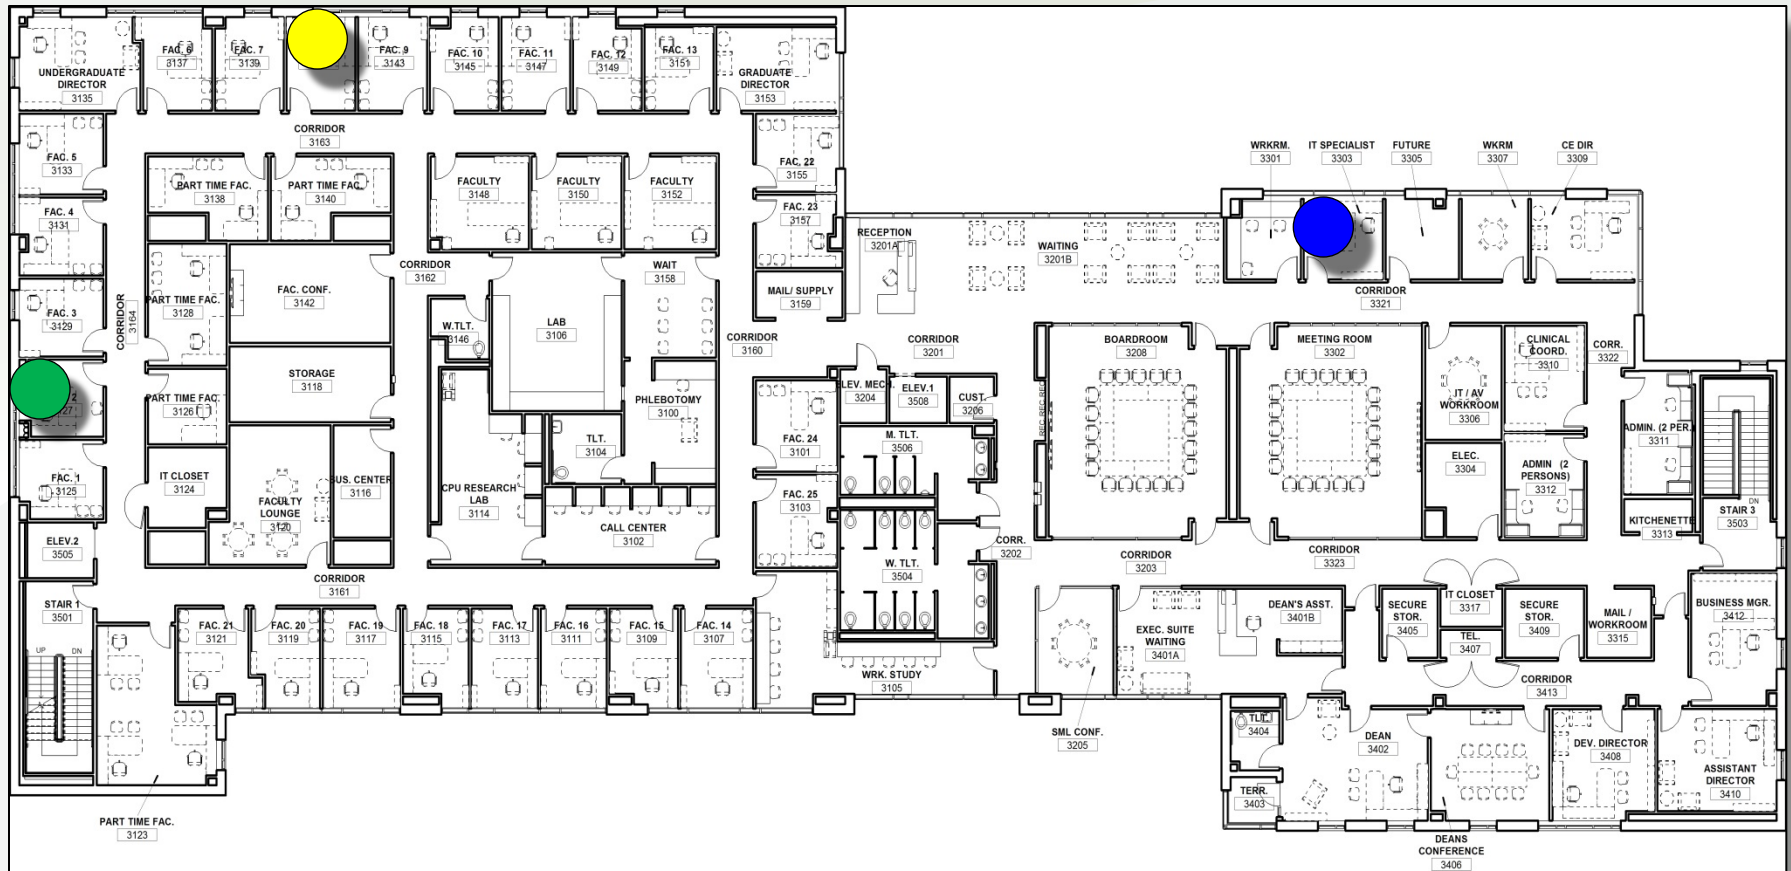 UNDERGRADUATE
DIRECTOR
3135
FAC. 6
3137
FAC. 7
3139
FAC. 9
3143
FAC. 10
3145
FAC. 11
3147
FAC. 12
3149
FAC. 13
3151
GRADUATE
DIRECTOR
3153
CORRIDOR
3163
FAC. 5
3133
PART TIME FAC.
3138
PART TIME FAC.
3140
FACULTY
3148
FACULTY
3150
FACULTY
3152
FAC. 22
3155
FAC. 4
3131
FAC. 23
3157
WRKRM.
3301
IT SPECIALIST
3303
FUTURE
3305
WKRM
3307
CE DIR
3309
RECEPTION
3201A
WAITING
3201B
CORRIDOR
3162
FAC. CONF.
3142
WAIT
3158
MAIL/ SUPPLY
3159
CORRIDOR
3321
FAC. 3
3129
CORRIDOR
3164
PART TIME FAC.
3128
W.TLT.
3146
LAB
3106
CORRIDOR
3160
CORRIDOR
3201
BOARDROOM
3208
MEETING ROOM
3302
CLINICAL
COORD.
3310
CORR.
3322
STORAGE
3118
PART TIME FAC.
3126
PHLEBOTOMY
3100
ELEV. MECH.
3204
ELEV.1
3508
CUST.
3206
REC. REC. REC.
IT / AV
WORKROOM
3306
ADMIN. (2 PER.)
3311
FAC. 1
3125
IT CLOSET
3124
FACULTY
LOUNGE
3120
BUS. CENTER
3116
CPU RESEARCH
LAB
3114
TLT.
3104
FAC. 24
3101
M. TLT.
3506
ELEC.
3304
ADMIN (2
PERSONS)
3312
DN
STAIR 3
3503
CALL CENTER
3102
FAC. 25
3103
KITCHENETTE
3313
ELEV.2
3505
CORR.
3202
W. TLT.
3504
CORRIDOR
3203
CORRIDOR
3323
CORRIDOR
3161
STAIR 1
3501
UP
DN
FAC. 21
3121
FAC. 20
3119
FAC. 19
3117
FAC. 18
3115
FAC. 17
3113
FAC. 16
3111
FAC. 15
3109
FAC. 14
3107
WRK. STUDY
3105
EXEC. SUITE
WAITING
3401A
DEAN'S ASST.
3401B
SECURE
STOR.
3405
IT CLOSET
3317
TEL.
3407
SECURE
STOR.
3409
MAIL /
WORKROOM
3315
BUSINESS MGR.
3412
CORRIDOR
3413
SML CONF.
3205
TLT.
3404
DEAN
3402
DEV. DIRECTOR
3408
ASSISTANT
DIRECTOR
3410
TERR.
3403
PART TIME FAC.
3123
DEANS
CONFERENCE
3406